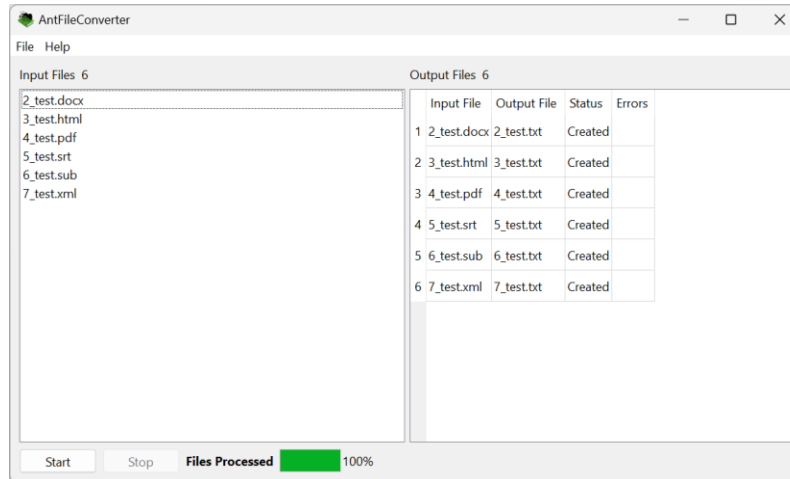 AntFileConverter
File Help
Input Files 6
2_test.docx
3_test.html
4_test.pdf
5_test.srt
6_test.sub
7_test.xml
Output Files 6
Input File Output File Status Errors
1 2_test.docx 2_test.txt Created
2 3_test.html 3_test.txt Created
3 4_test.pdf 4_test.txt Created
4 5_test.srt 5_test.txt Created
5 6_test.sub 6_test.txt Created
6 7_test.xml 7_test.txt Created
Start Stop Files Processed 100%